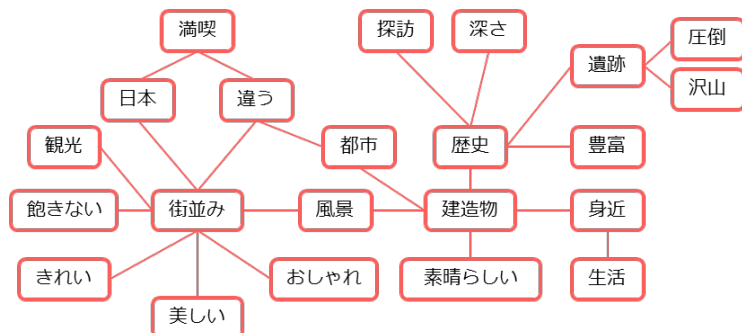 満喫
探訪
深さ
圧倒
遺跡
沢山
日本
違う
観光
都市
歴史
豊富
飽きない
街並み
風景
建造物
身近
きれい
おしゃれ
素晴らしい
生活
美しい